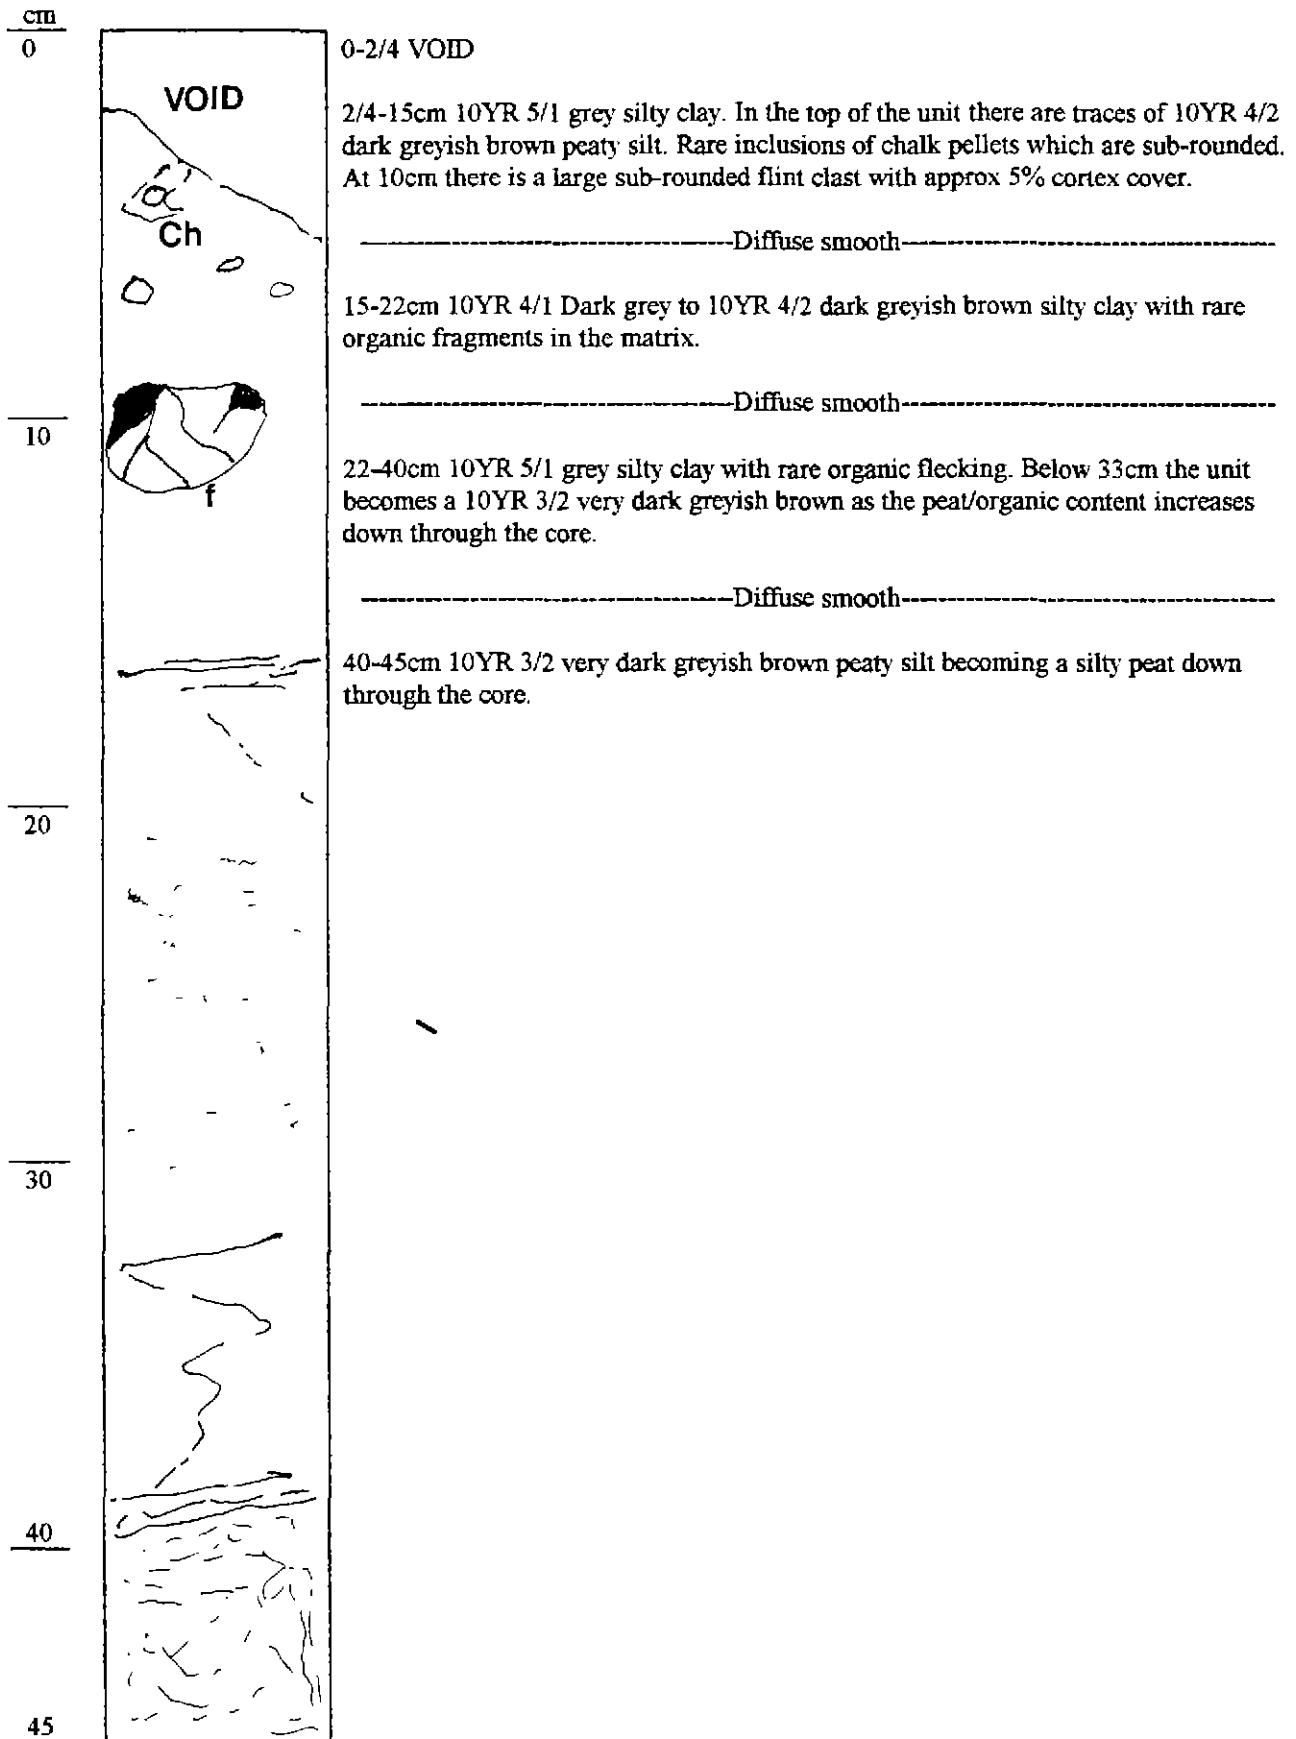 cm
0
VOID
Ch
10
f
20
30
40
45
0-2/4 VOID
2/4-15cm 10YR 5/1 grey silty clay. In the top of the unit there are traces of 10YR 4/2
dark greyish brown peaty silt. Rare inclusions of chalk pellets which are sub-rounded.
At 10cm there is a large sub-rounded flint clast with approx 5% cortex cover.
Diffuse smooth
15-22cm 10YR 4/1 Dark grey to 10YR 4/2 dark greyish brown silty clay with rare
organic fragments in the matrix.
Diffuse smooth
22-40cm 10YR 5/1 grey silty clay with rare organic flecking. Below 33cm the unit
becomes a 10YR 3/2 very dark greyish brown as the peat/organic content increases
down through the core.
Diffuse smooth
40-45cm 10YR 3/2 very dark greyish brown peaty silt becoming a silty peat down
through the core.